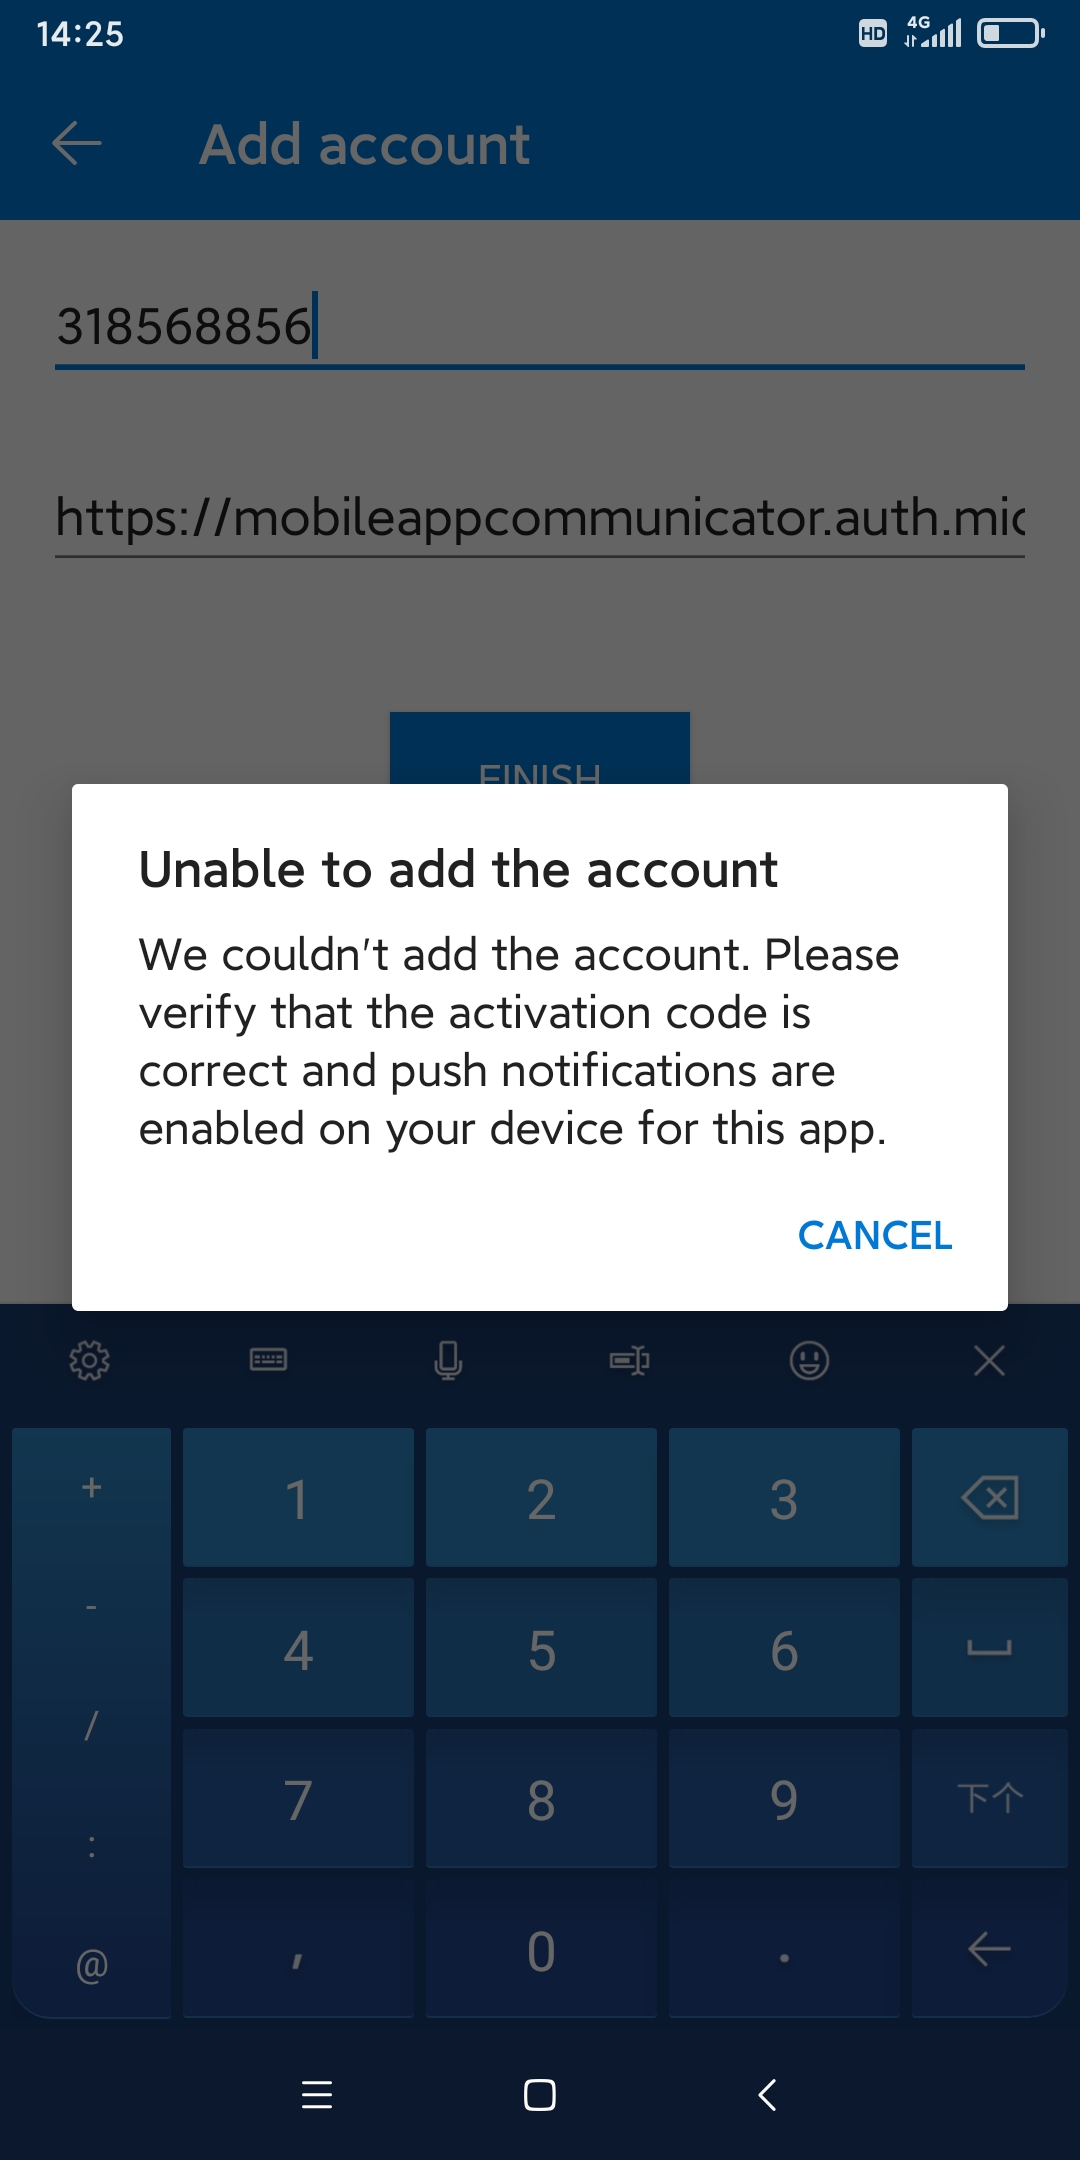 14:25
HD 4G
Add account
318568856
https://mobileappcommunicator.auth.mic
FINISH
Unable to add the account
We couldn't add the account. Please
verify that the activation code is
correct and push notifications are
enabled on your device for this app.
CANCEL
+ 1 2 3
-
4 5 6
/
7 8 9 下个
:
, 0 .
@